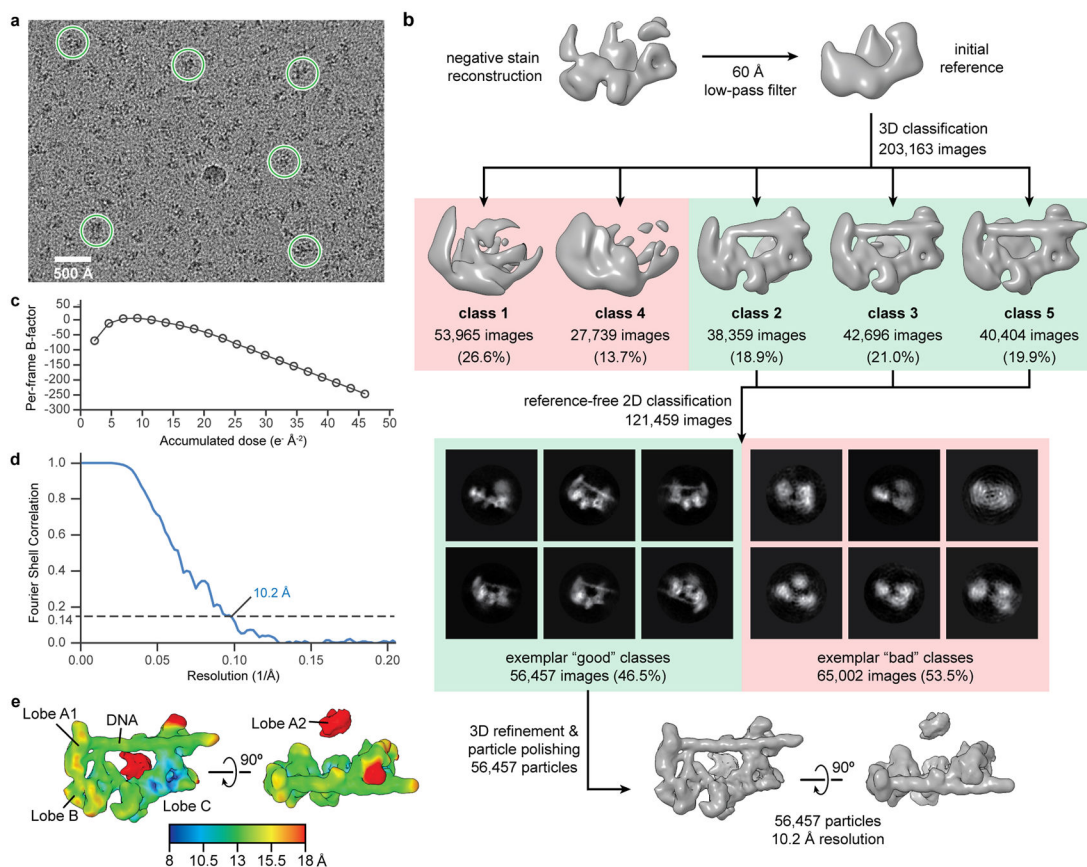 a
500 Å
b
negative stain
reconstruction
60 Å
low-pass filter
initial
reference
3D classification
203,163 images
class 1
53,965 images
(26.6%)
class 4
27,739 images
(13.7%)
class 2
38,359 images
(18.9%)
class 3
42,696 images
(21.0%)
class 5
40,404 images
(19.9%)
reference-free 2D classification
121,459 images
exemplar “good” classes
56,457 images (46.5%)
exemplar “bad” classes
65,002 images (53.5%)
3D refinement &
particle polishing
56,457 particles
90º
56,457 particles
10.2 Å resolution
c
Per-frame B-factor
50
0
-50
-100
-150
-200
-250
-300
0 5 10 15 20 25 30 35 40 45 50
Accumulated dose (e- Å-2)
d
Fourier Shell Correlation
1.0
0.8
0.6
0.4
0.2
0.14
0.0
10.2 Å
0.00 0.05 0.10 0.15 0.20
Resolution (1/Å)
e
Lobe A1
DNA
Lobe A2
90º
Lobe B
Lobe C
8 10.5 13 15.5 18 Å